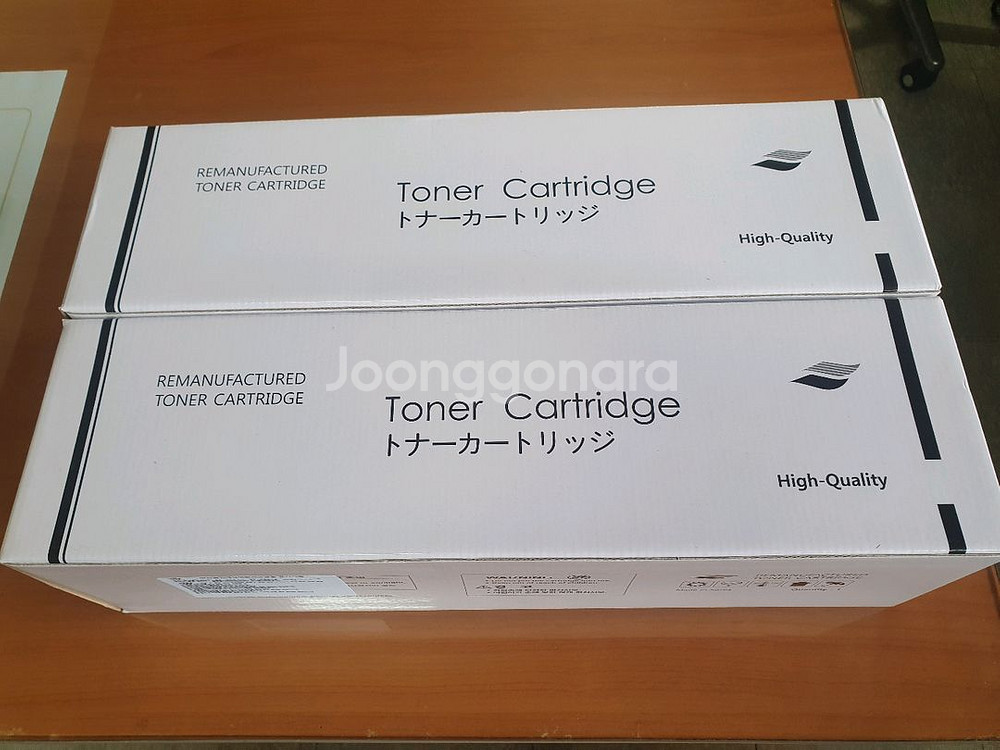 REMANUFACTURED
TONER CARTRIDGE
Toner Cartridge
トナーカートリッジ
High-Quality
Joonggonara
REMANUFACTURED
TONER CARTRIDGE
Toner Cartridge
トナーカートリッジ
High-Quality